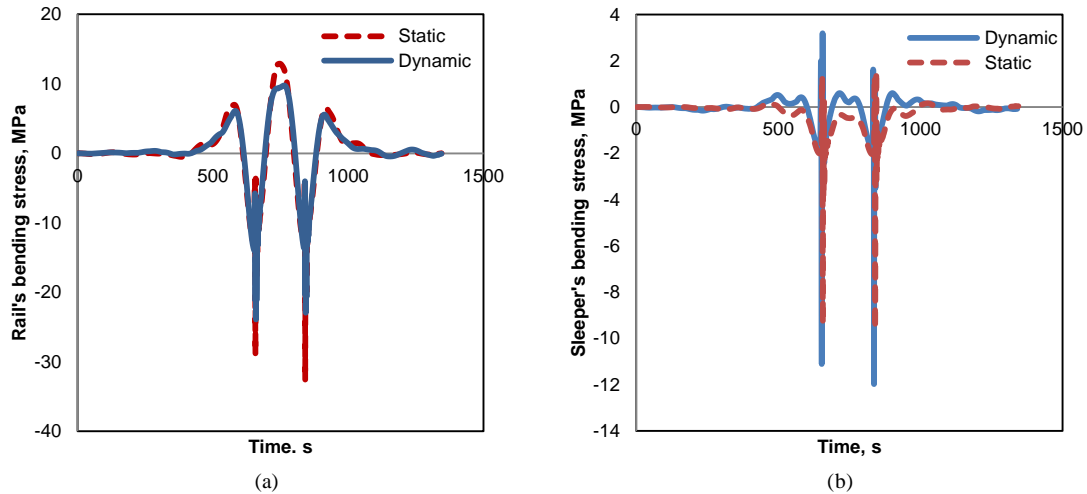 20
10
0
-10
-20
-30
-40
0
500
1000
1500
Rail's bending stress, MPa
Time. s
Static
Dynamic
(a)
4
2
0
-2
-4
-6
-8
-10
-12
-14
0
500
1000
1500
Sleeper's bending stress, MPa
Time, s
Dynamic
Static
(b)